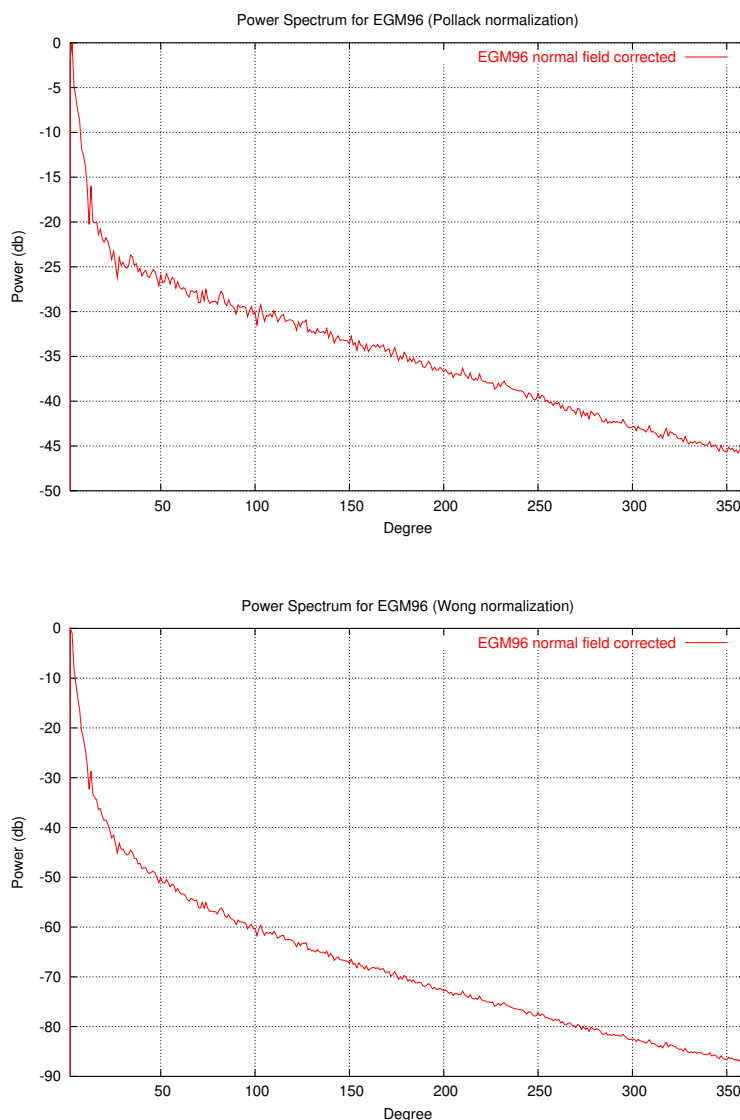 Power Spectrum for EGM96 (Pollack normalization)
EGM96 normal field corrected
Power (db)
0
-5
-10
-15
-20
-25
-30
-35
-40
-45
-50
50 100 150 200 250 300 350
Degree
Power Spectrum for EGM96 (Wong normalization)
EGM96 normal field corrected
Power (db)
0
-10
-20
-30
-40
-50
-60
-70
-80
-90
50 100 150 200 250 300 350
Degree